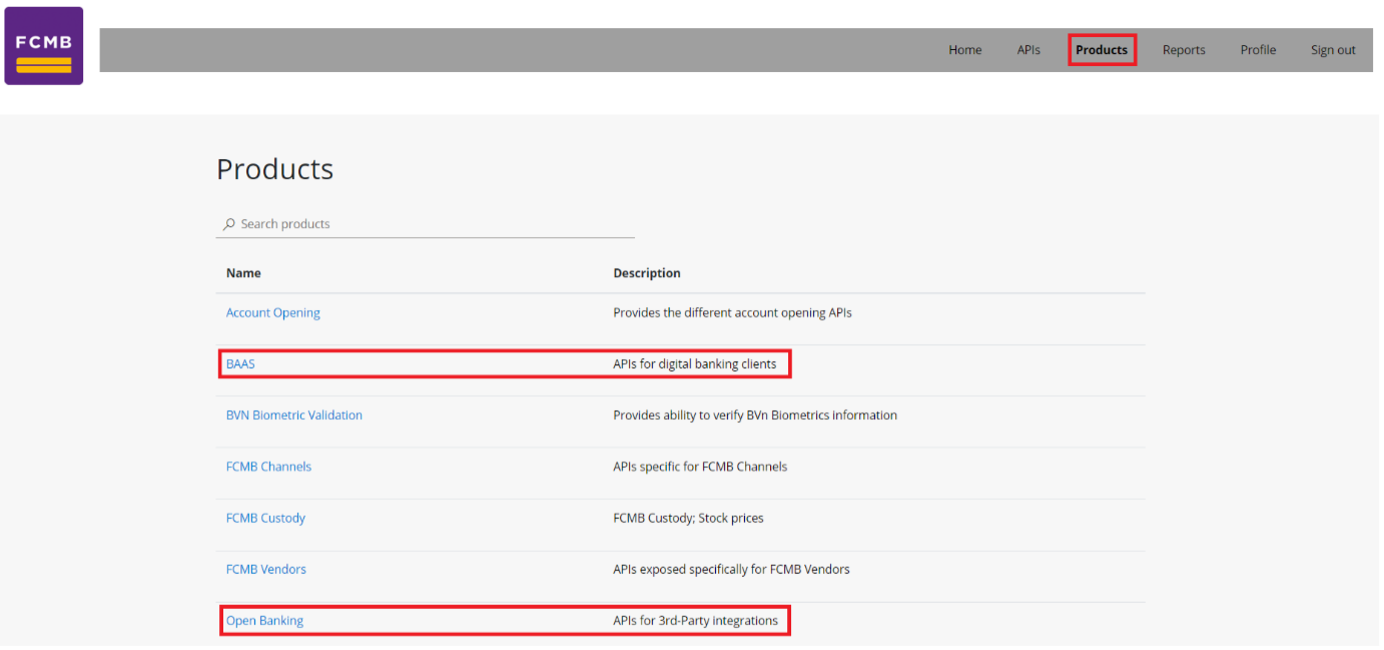 FCMB
Home APIs Products Reports Profile Sign out
Products
Search products
Name Description
Account Opening Provides the different account opening APIs
BAAS APIs for digital banking clients
BVN Biometric Validation Provides ability to verify BVn Biometrics information
FCMB Channels APIs specific for FCMB Channels
FCMB Custody FCMB Custody; Stock prices
FCMB Vendors APIs exposed specifically for FCMB Vendors
Open Banking APIs for 3rd-Party integrations